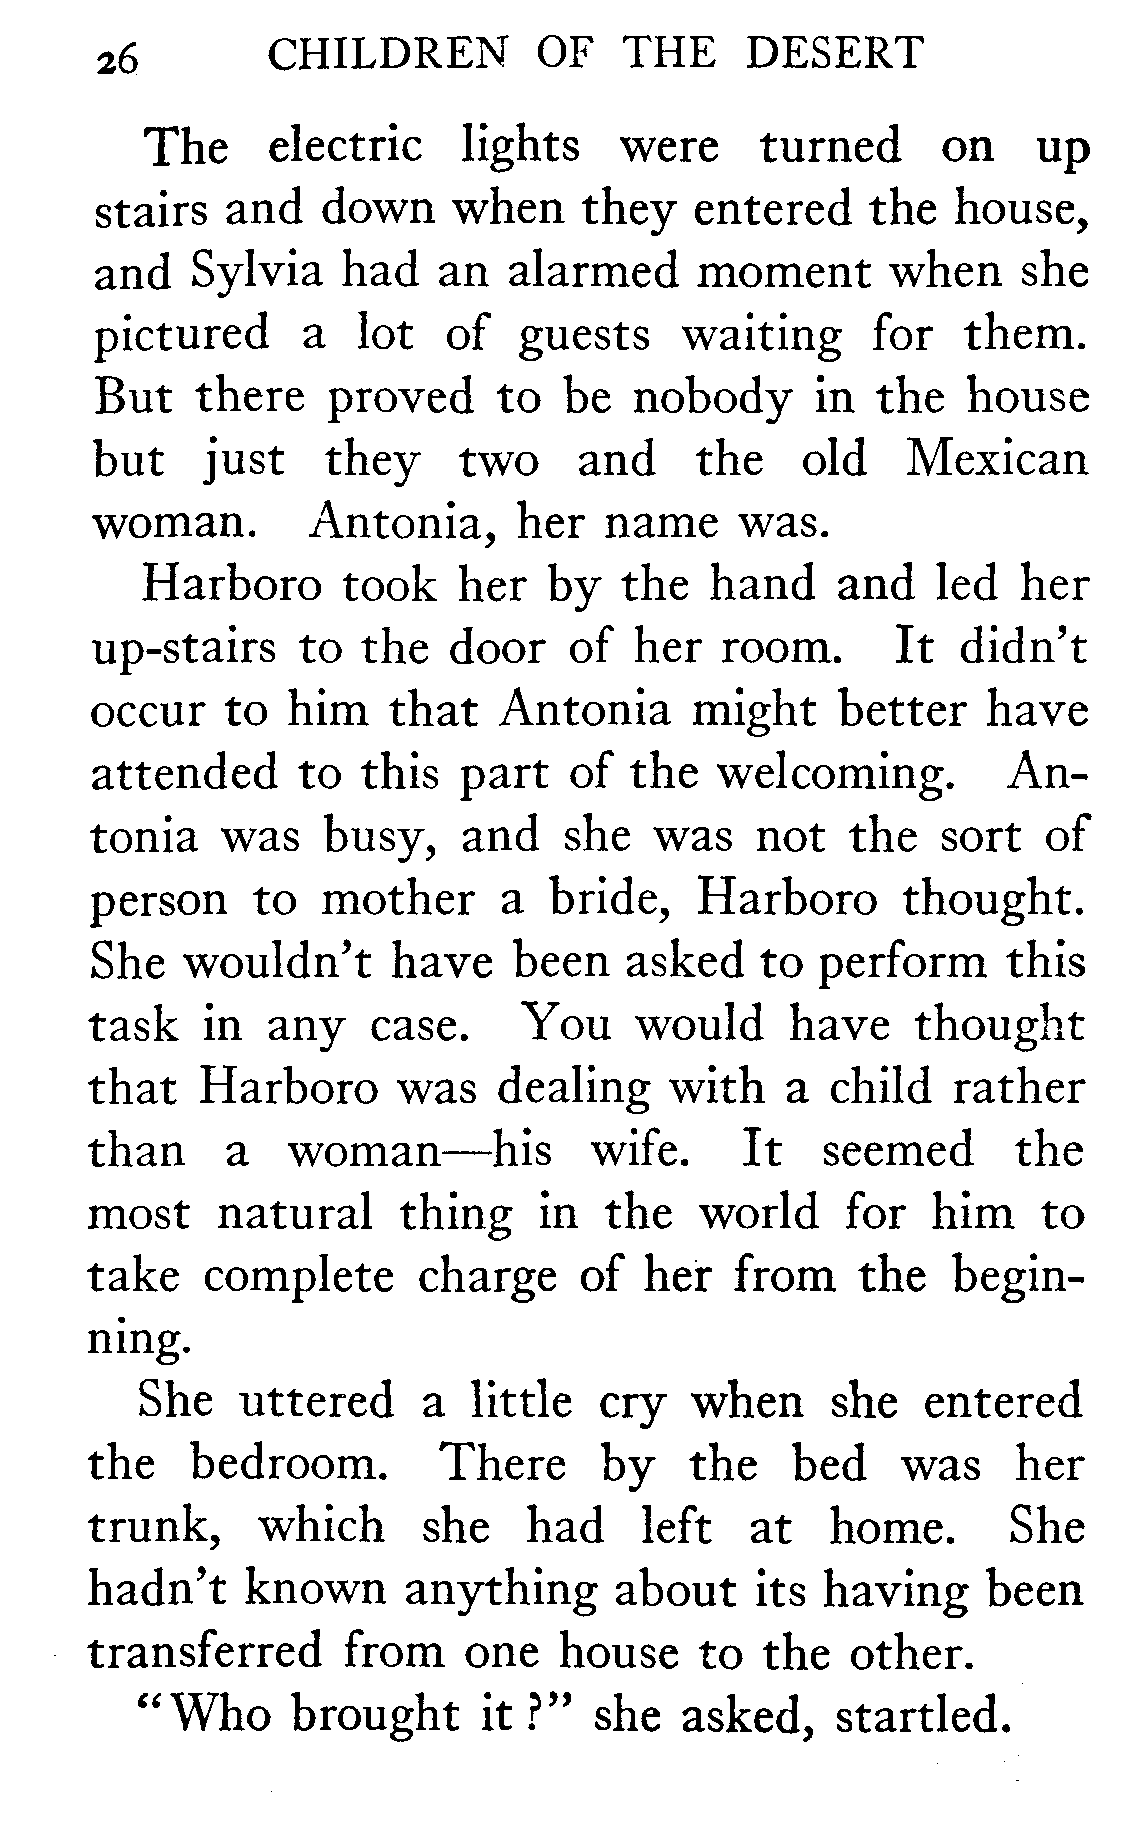 26 CHILDREN OF THE DESERT
The electric lights were turned on up
stairs and down when they entered the house,
and Sylvia had an alarmed moment when she
pictured a lot of guests waiting for them.
But there proved to be nobody in the house
but just they two and the old Mexican
woman. Antonia, her name was.
Harboro took her by the hand and led her
up-stairs to the door of her room. It didn't
occur to him that Antonia might better have
attended to this part of the welcoming. An-
tonia was busy, and she was not the sort of
person to mother a bride, Harboro thought.
She wouldn't have been asked to perform this
task in any case. You would have thought
that Harboro was dealing with a child rather
than a woman—his wife. It seemed the
most natural thing in the world for him to
take complete charge of her from the begin-
ning.
She uttered a little cry when she entered
the bedroom. There by the bed was her
trunk, which she had left at home. She
hadn't known anything about its having been
transferred from one house to the other.
"Who brought it?" she asked, startled.